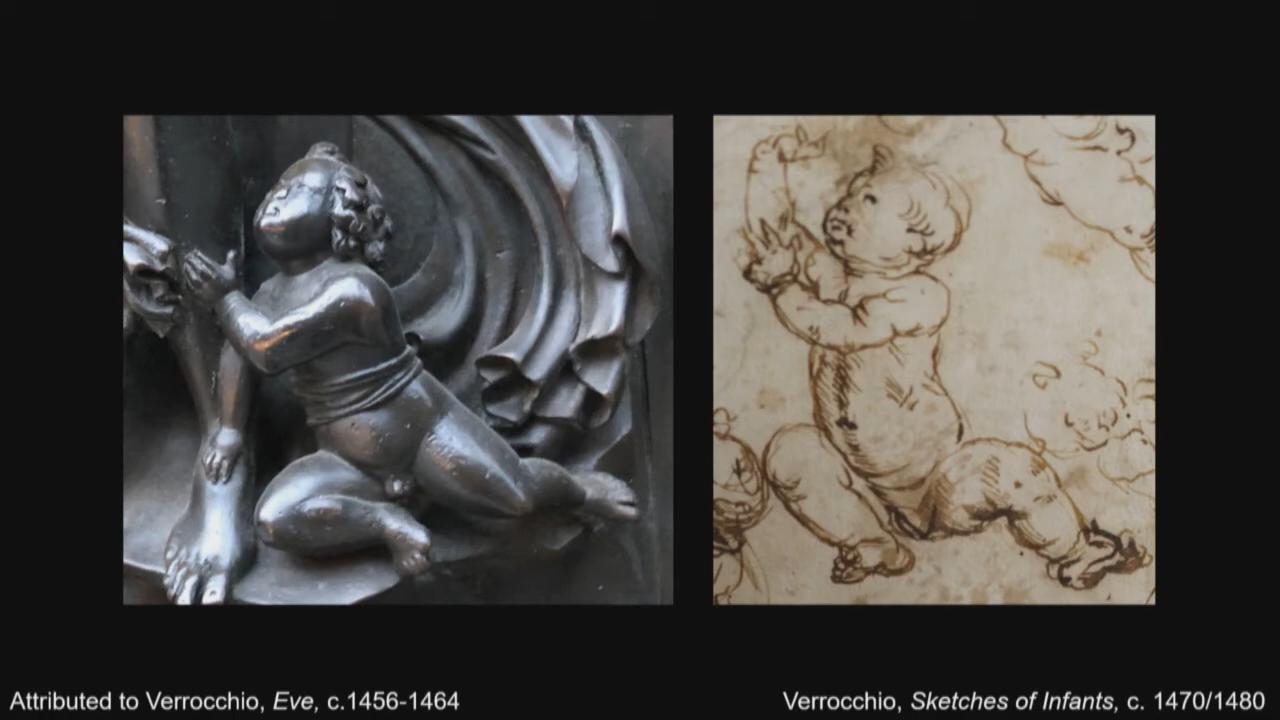 Attributed to Verrocchio, Eve, c.1456-1464
Verrocchio, Sketches of Infants, c. 1470/1480